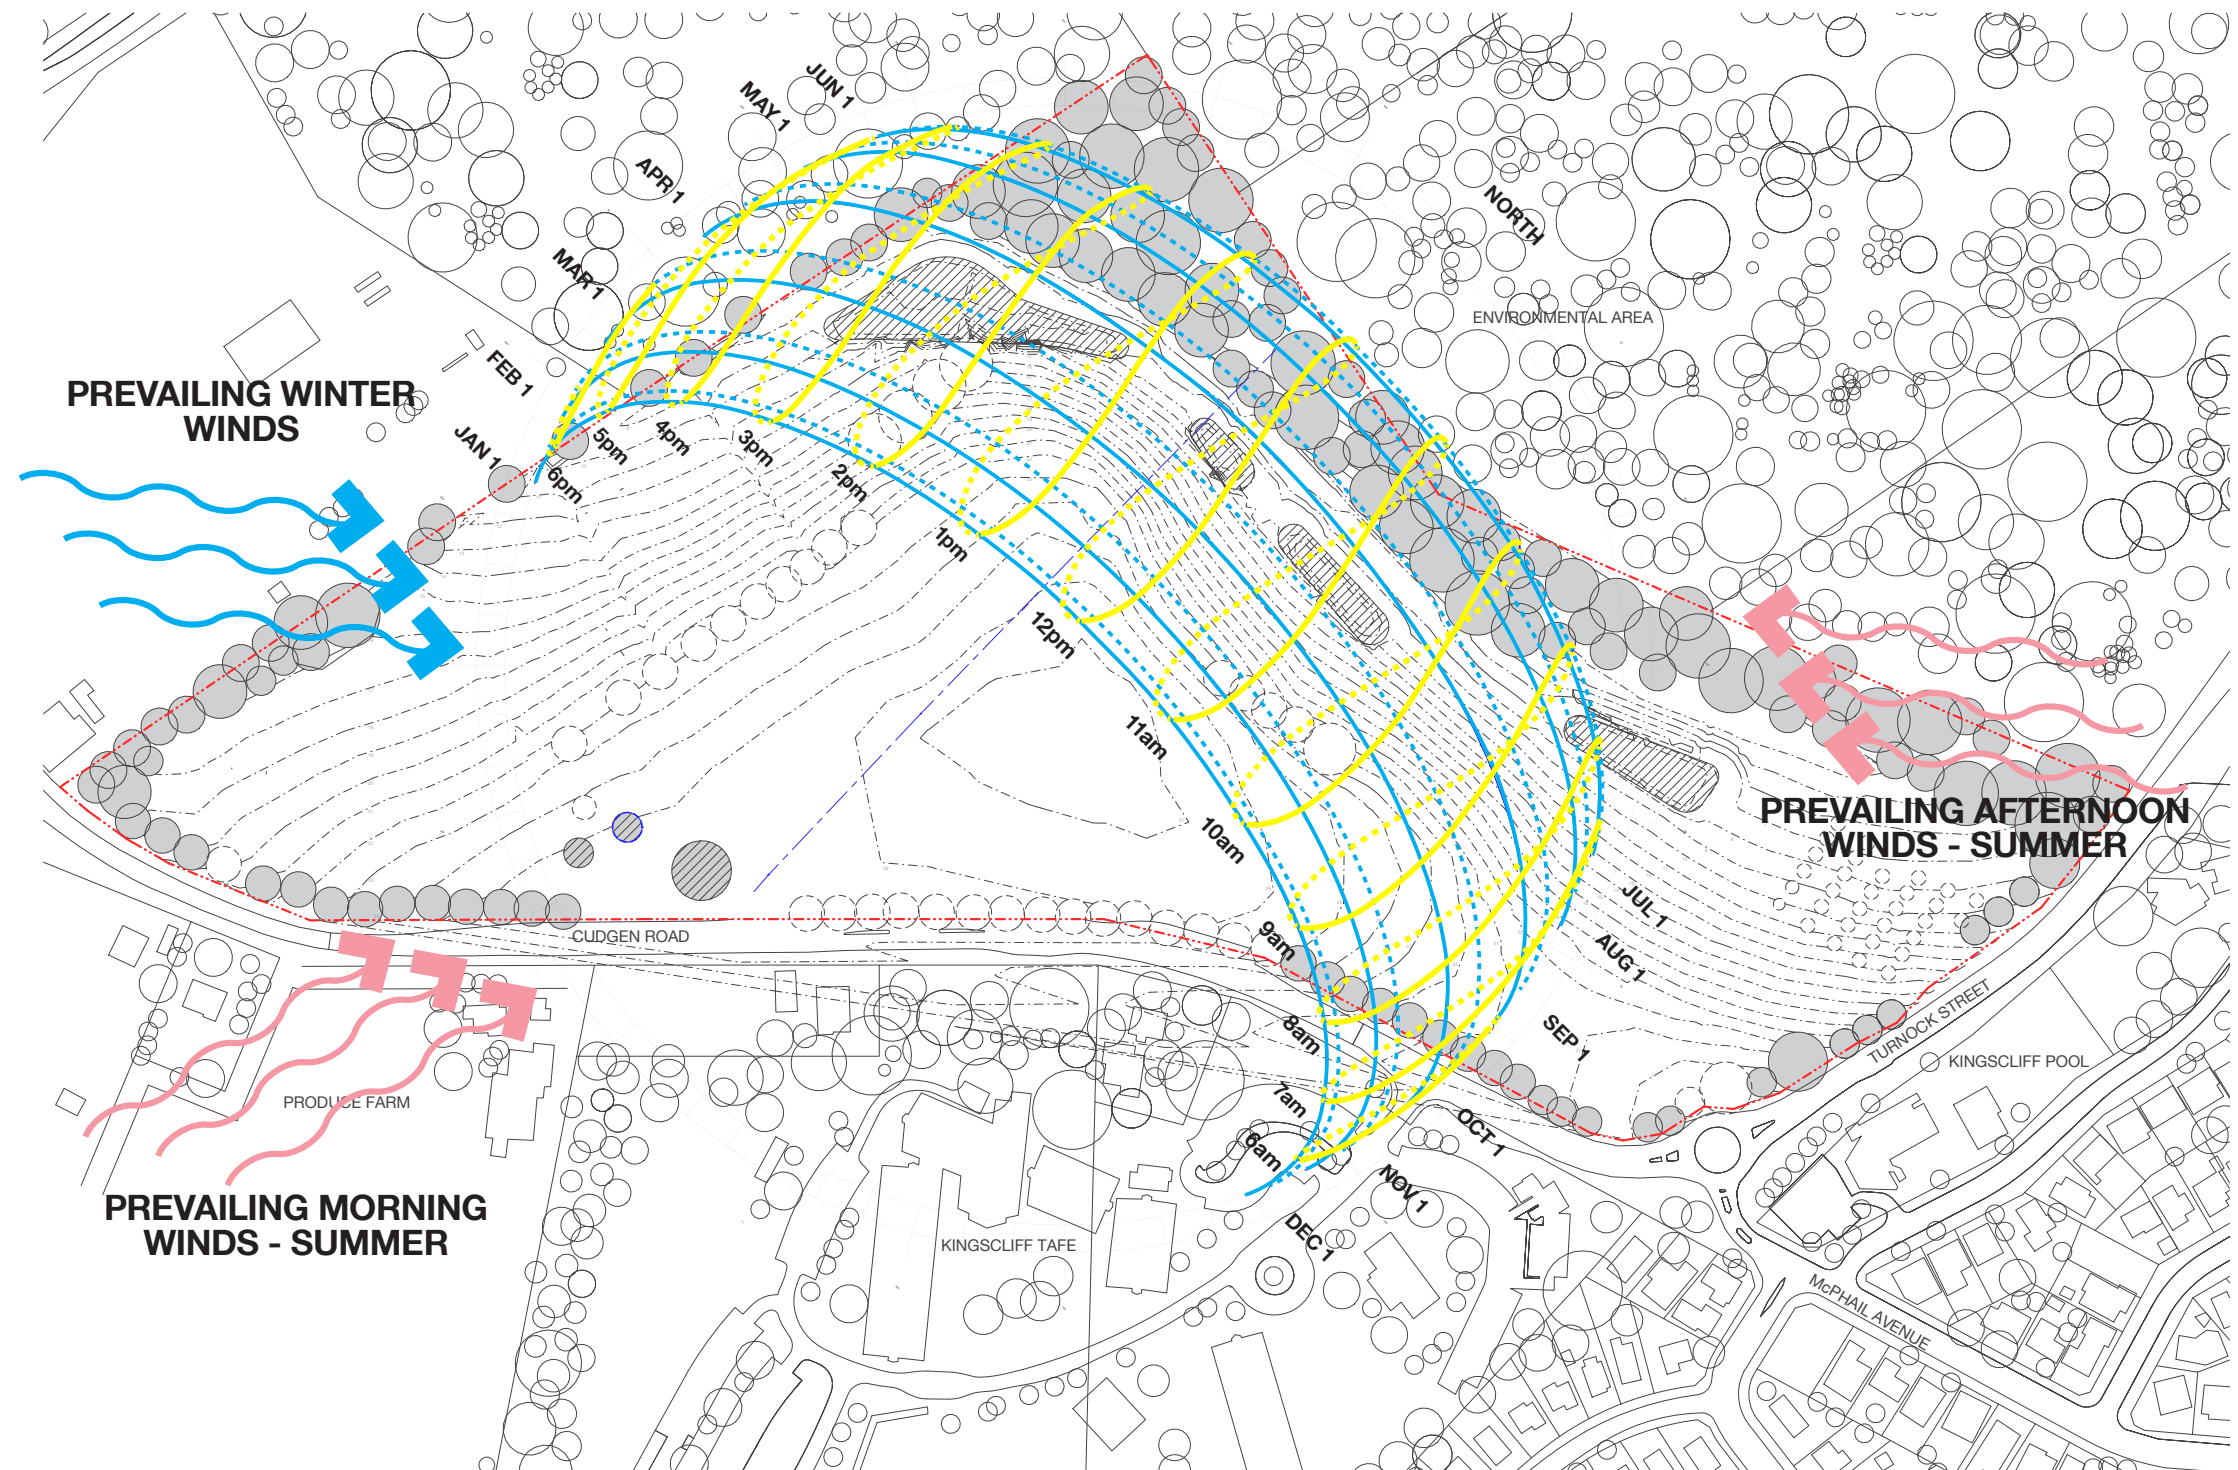 JUN 1
MAY 1
APR 1
NORTH
MAR 1
ENVIRONMENTAL AREA
FEB 1
PREVAILING WINTER
WINDS
JAN 1
6pm
5pm
4pm
3pm
2pm
1pm
12pm
11am
10am
9am
8am
7am
6am
PREVAILING AFTERNOON
WINDS - SUMMER
JUL 1
AUG 1
SEP 1
OCT 1
NOV 1
DEC 1
CUDGEN ROAD
TURNOCK STREET
KINGSCLIFF POOL
PRODUCE FARM
PREVAILING MORNING
WINDS - SUMMER
KINGSCLIFF TAFE
McPHAIL AVENUE